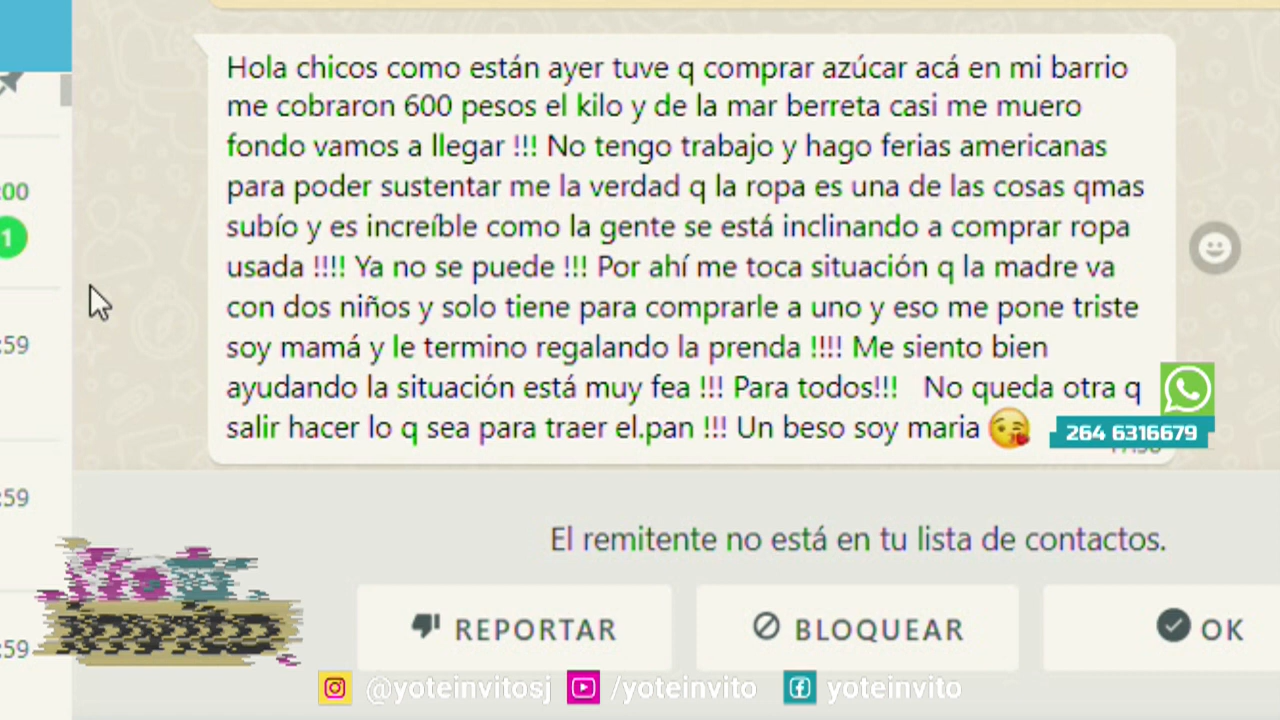 Hola chicos como están ayer tuve q comprar azúcar acá en mi barrio
me cobraron 600 pesos el kilo y de la mar berreta casi me muero
fondo vamos a llegar !!! No tengo trabajo y hago ferias americanas
para poder sustentar me la verdad q la ropa es una de las cosas qmas
subío y es increíble como la gente se está inclinando a comprar ropa
usada !!!! Ya no se puede !!! Por ahí me toca situación q la madre va
con dos niños y solo tiene para comprarle a uno y eso me pone triste
soy mamá y le termino regalando la prenda !!!! Me siento bien
ayudando la situación está muy fea !!! Para todos!!! No queda otra q
salir hacer lo q sea para traer el.pan !!! Un beso soy maria 😘
264 6316679
:00
1
:59
:59
:59
El remitente no está en tu lista de contactos.
REPORTAR
BLOQUEAR
OK
@yoteinvitosj
/yoteinvito
yoteinvito